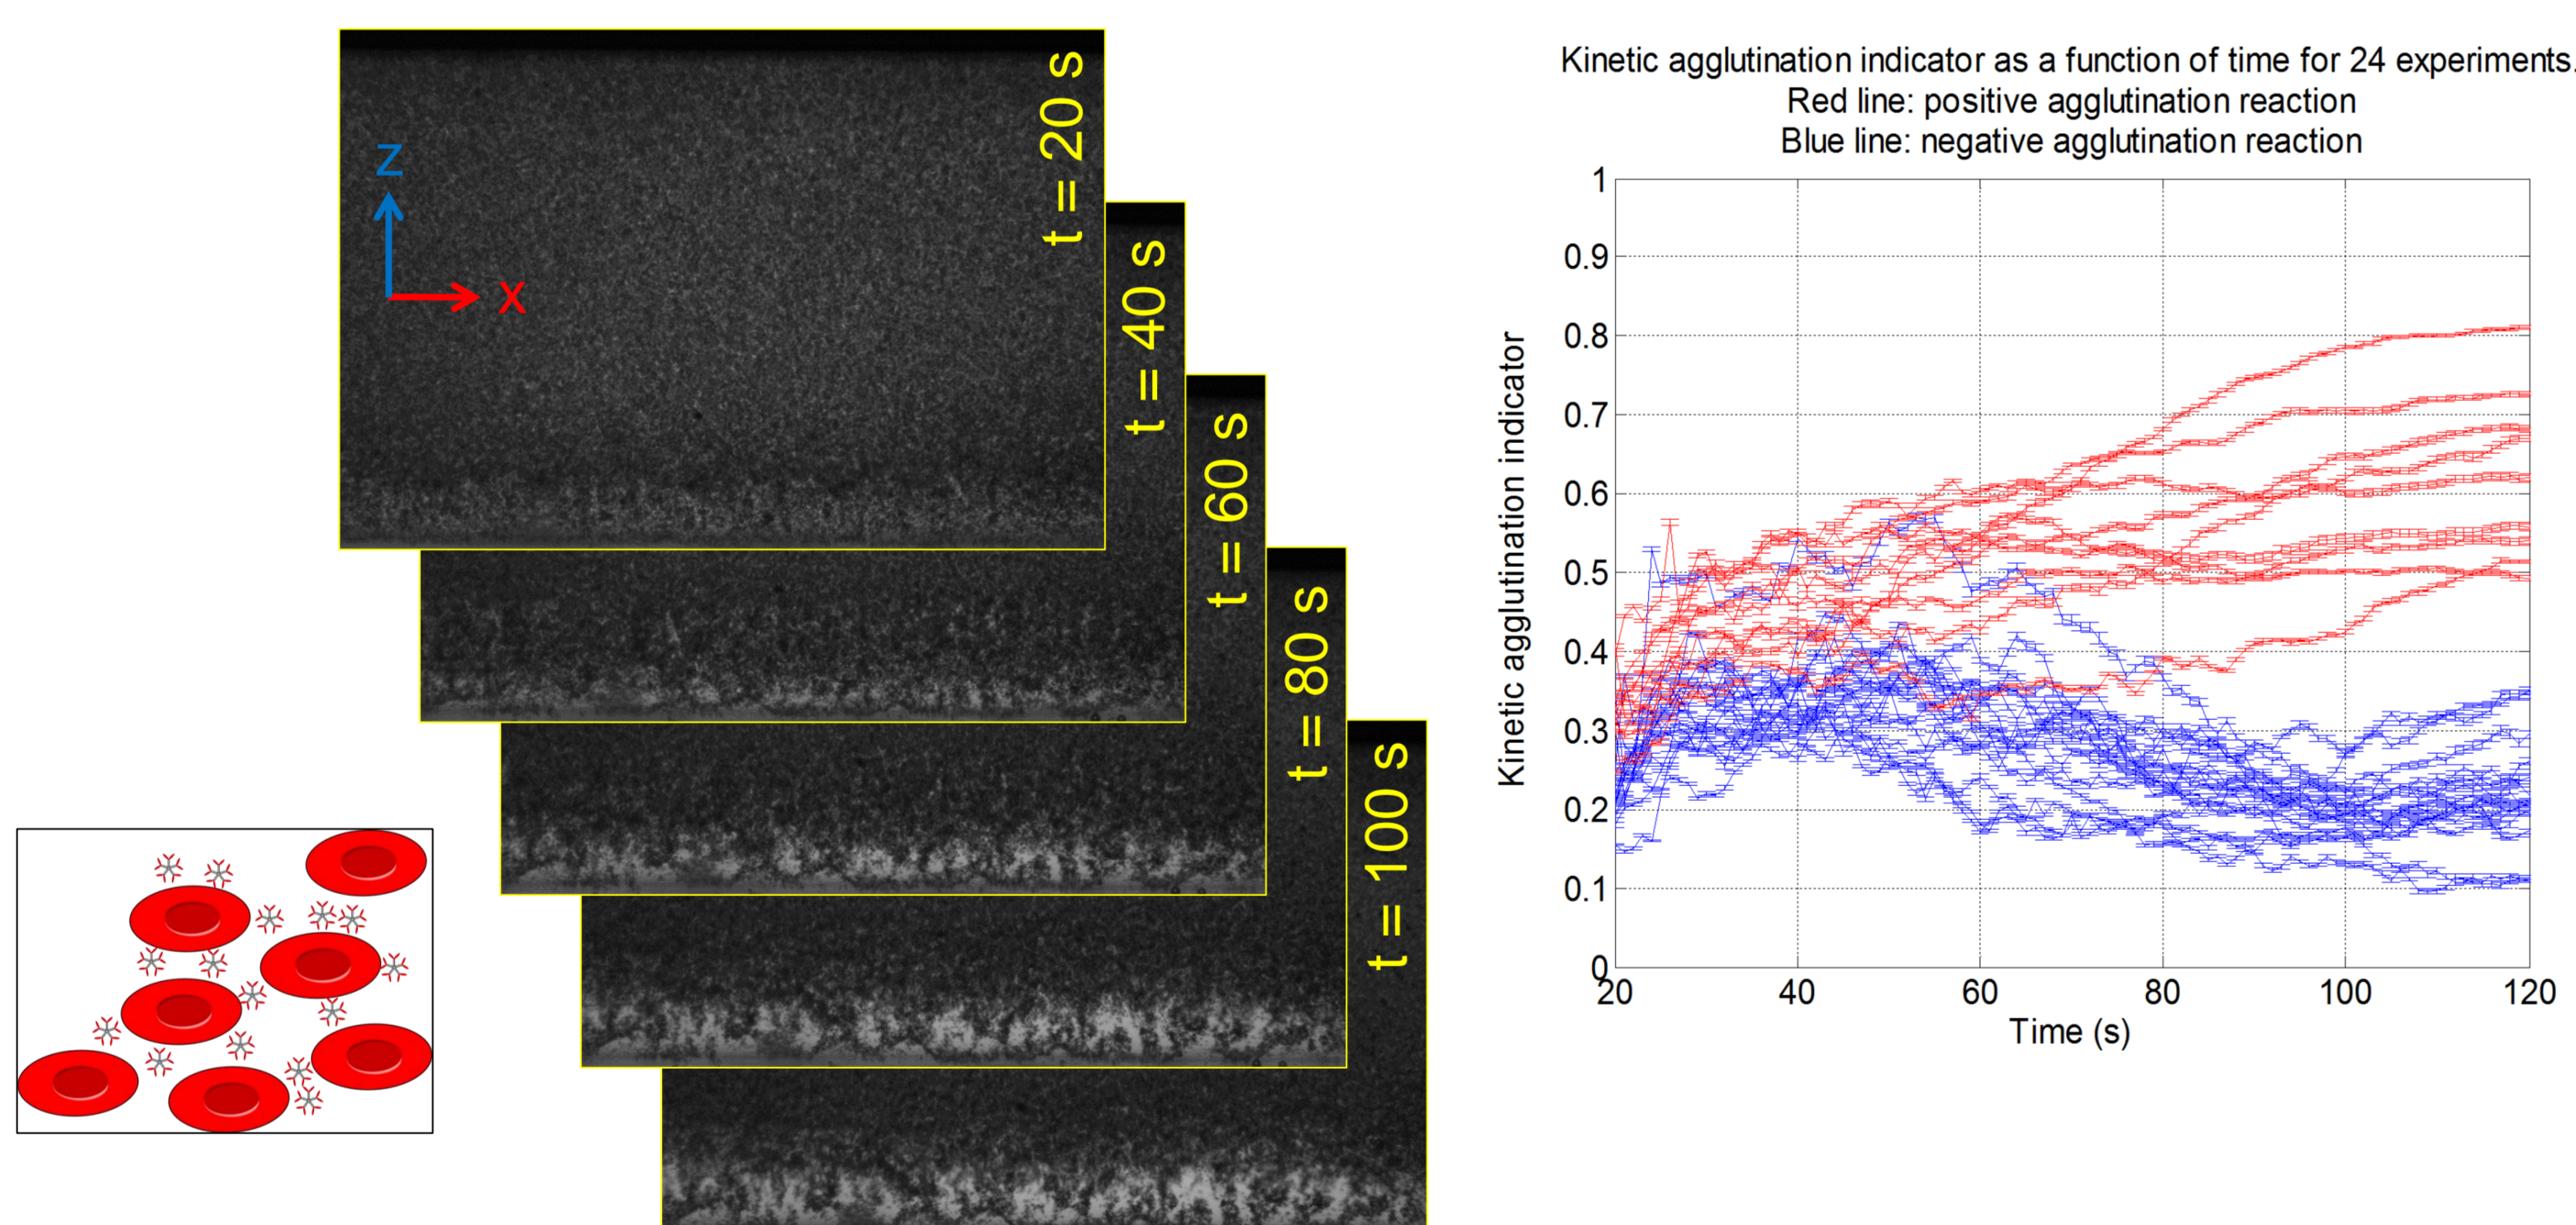 t = 20 s
Z
X
t = 40 s
t = 60 s
t = 80 s
t = 100 s
Kinetic agglutination indicator as a function of time for 24 experiments.
Red line: positive agglutination reaction
Blue line: negative agglutination reaction
Kinetic agglutination indicator
1
0.9
0.8
0.7
0.6
0.5
0.4
0.3
0.2
0.1
0
20 40 60 80 100 120
Time (s)